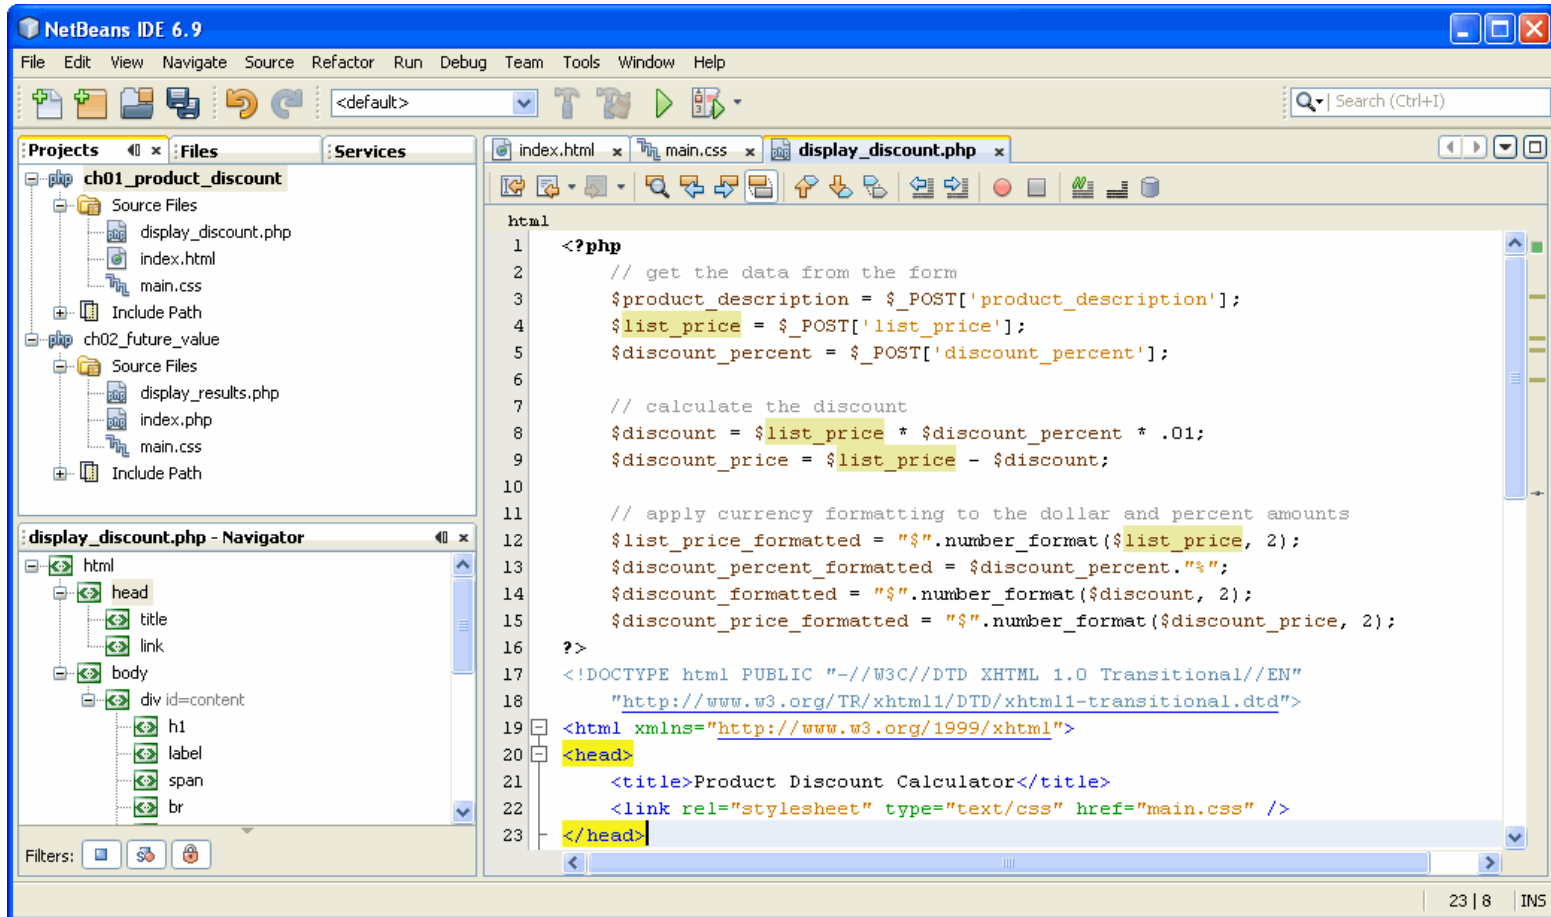 NetBeans IDE 6.9
File Edit View Navigate Source Refactor Run Debug Team Tools Window Help
<default>
Search (Ctrl+I)
Projects Files Services
ch01_product_discount
Source Files
display_discount.php
index.html
main.css
Include Path
ch02_future_value
Source Files
display_results.php
index.php
main.css
Include Path
display_discount.php - Navigator
html
head
title
link
body
div id=content
h1
label
span
br
Filters:
index.html main.css display_discount.php
html
1 <?php
2 // get the data from the form
3 $product_description = $_POST['product_description'];
4 $list_price = $_POST['list_price'];
5 $discount_percent = $_POST['discount_percent'];
6
7 // calculate the discount
8 $discount = $list_price * $discount_percent * .01;
9 $discount_price = $list_price - $discount;
10
11 // apply currency formatting to the dollar and percent amounts
12 $list_price_formatted = "$".number_format($list_price, 2);
13 $discount_percent_formatted = $discount_percent."%";
14 $discount_formatted = "$".number_format($discount, 2);
15 $discount_price_formatted = "$".number_format($discount_price, 2);
16 ?>
17 <!DOCTYPE html PUBLIC "-//W3C//DTD XHTML 1.0 Transitional//EN"
18 "http://www.w3.org/TR/xhtml1/DTD/xhtml1-transitional.dtd">
19 <html xmlns="http://www.w3.org/1999/xhtml">
20 <head>
21 <title>Product Discount Calculator</title>
22 <link rel="stylesheet" type="text/css" href="main.css" />
23 </head>
23 | 8 INS